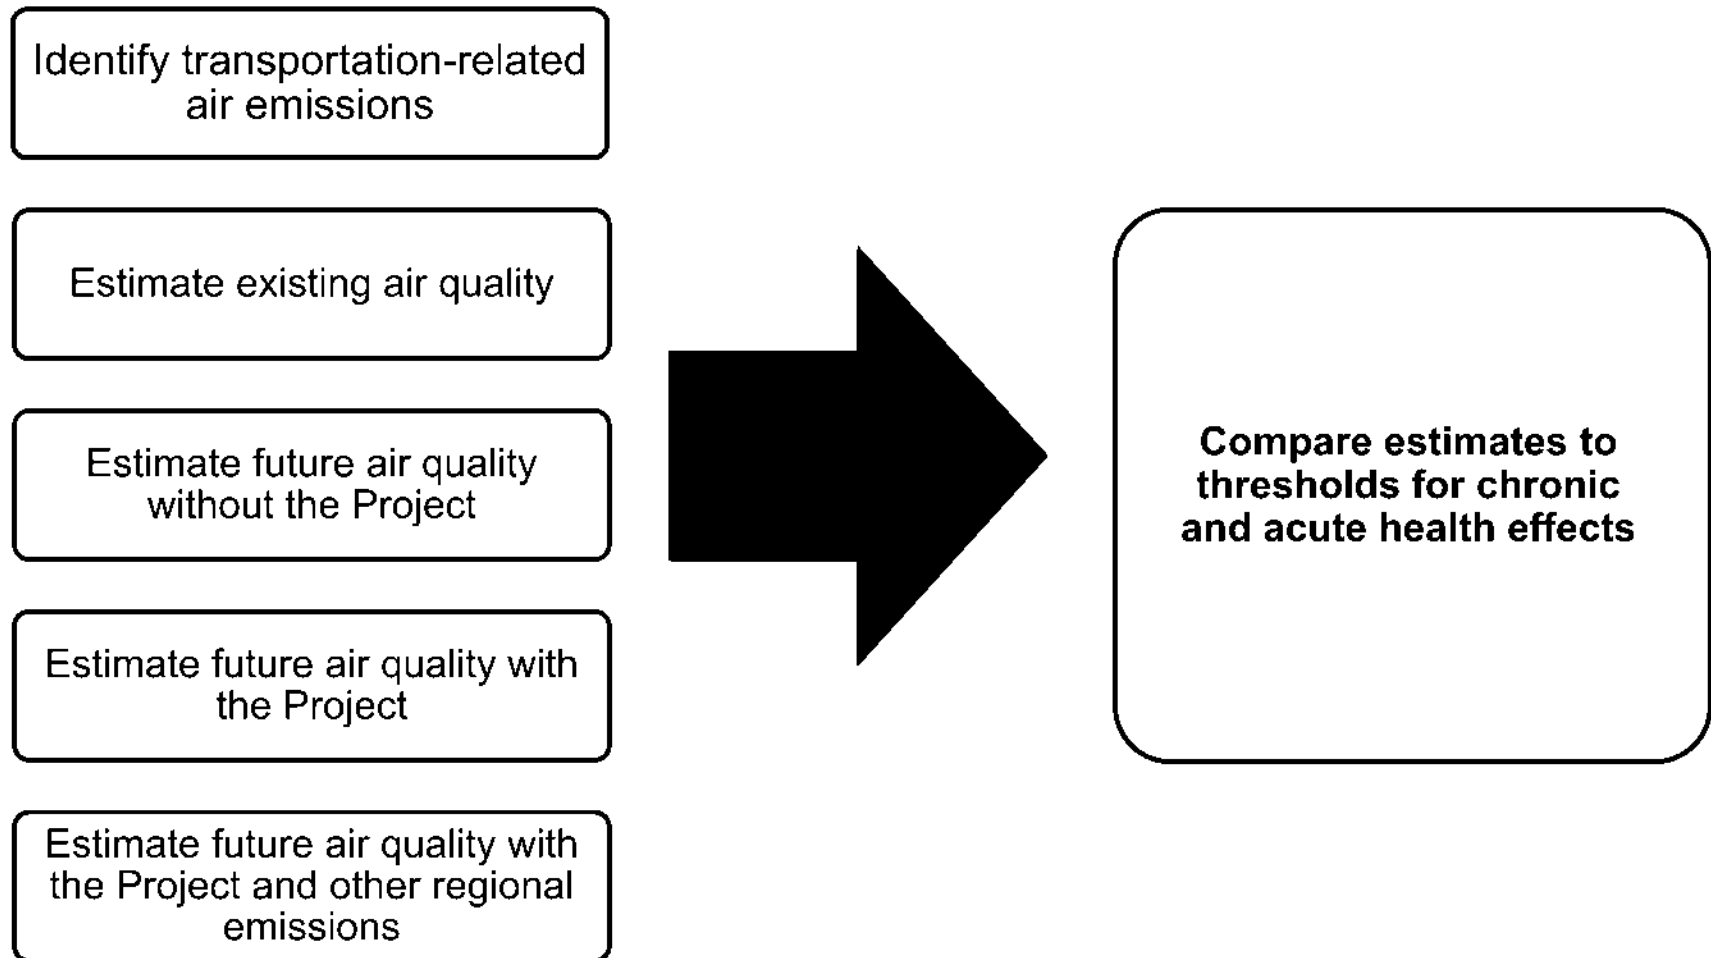 Identify transportation-related
air emissions
Estimate existing air quality
Estimate future air quality
without the Project
Estimate future air quality with
the Project
Estimate future air quality with
the Project and other regional
emissions
Compare estimates to
thresholds for chronic
and acute health effects